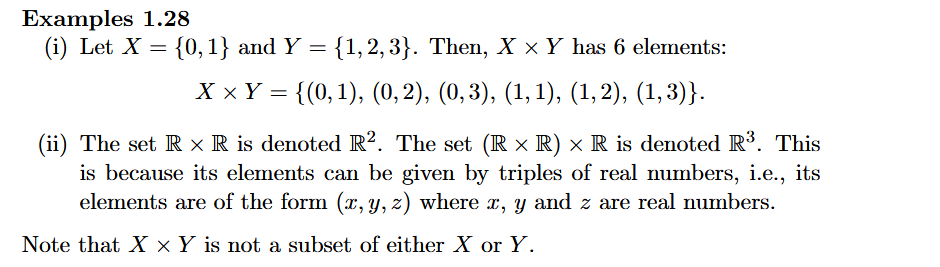 Examples 1.28
(i) Let X = {0, 1} and Y = {1, 2, 3}. Then, X × Y has 6 elements:
X × Y = {(0, 1), (0, 2), (0, 3), (1, 1), (1, 2), (1, 3)}.
(ii) The set ℝ × ℝ is denoted ℝ². The set (ℝ × ℝ) × ℝ is denoted ℝ³. This
is because its elements can be given by triples of real numbers, i.e., its
elements are of the form (x, y, z) where x, y and z are real numbers.
Note that X × Y is not a subset of either X or Y.